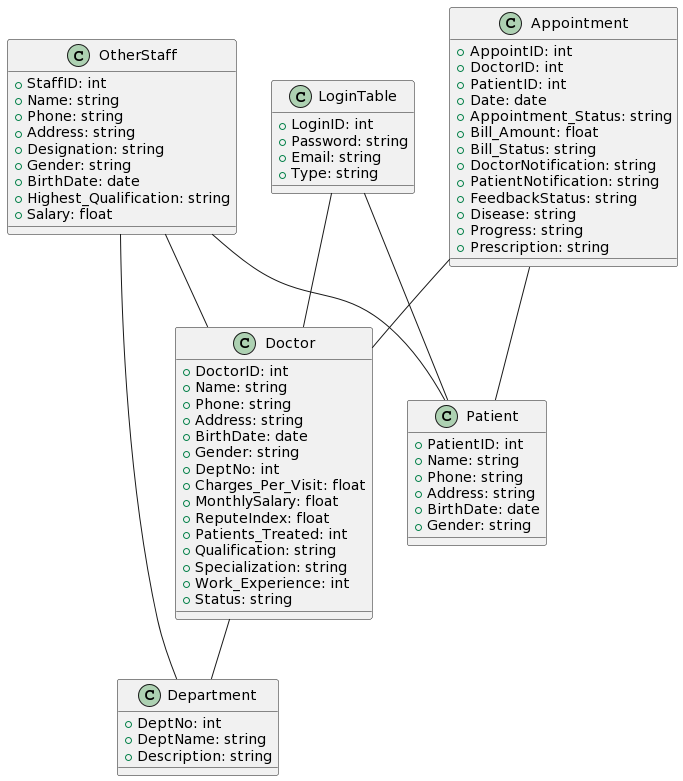 C OtherStaff
StaffID: int
Name: string
Phone: string
Address: string
Designation: string
Gender: string
BirthDate: date
Highest_Qualification: string
Salary: float
C LoginTable
LoginID: int
Password: string
Email: string
Type: string
C Appointment
AppointID: int
DoctorID: int
PatientID: int
Date: date
Appointment_Status: string
Bill_Amount: float
Bill_Status: string
DoctorNotification: string
PatientNotification: string
FeedbackStatus: string
Disease: string
Progress: string
Prescription: string
C Doctor
DoctorID: int
Name: string
Phone: string
Address: string
BirthDate: date
Gender: string
DeptNo: int
Charges_Per_Visit: float
MonthlySalary: float
ReputeIndex: float
Patients_Treated: int
Qualification: string
Specialization: string
Work_Experience: int
Status: string
C Patient
PatientID: int
Name: string
Phone: string
Address: string
BirthDate: date
Gender: string
C Department
DeptNo: int
DeptName: string
Description: string